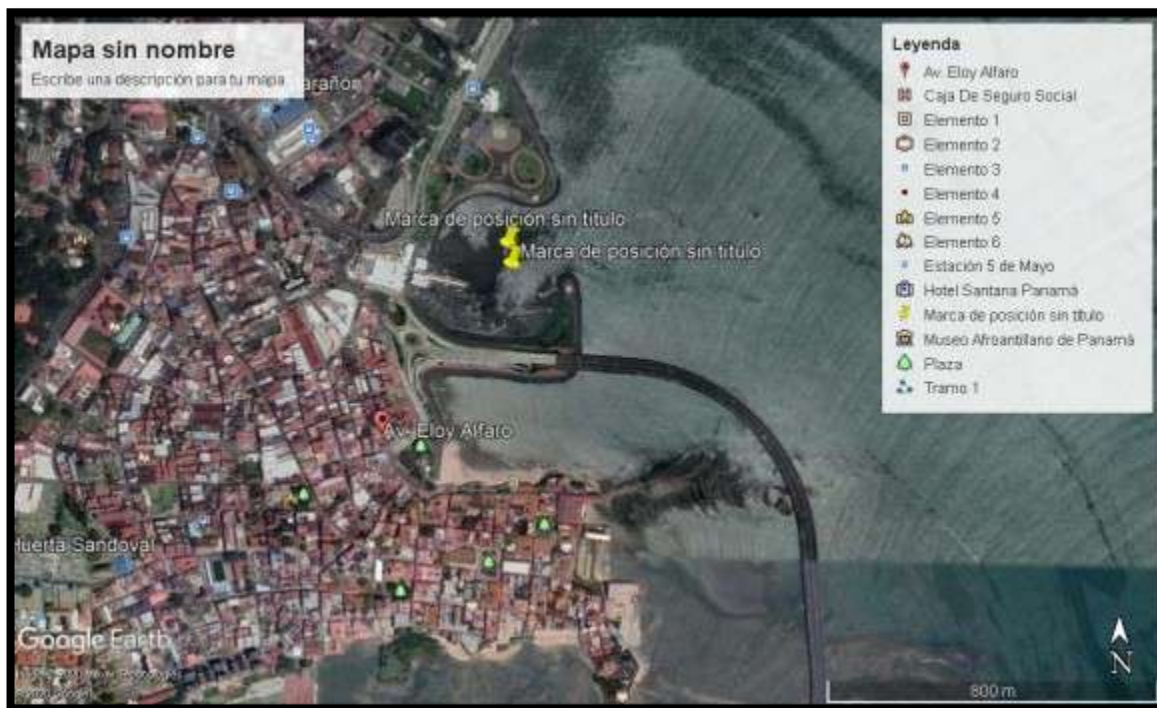 Mapa sin nombre
Escribe una descripción para tu mapa.
arañón
Marca de posición sin título
Marca de posición sin título
Av. Eloy Alfaro
Huerta Sandoval
Google Earth
Leyenda
Av. Eloy Alfaro
Caja De Seguro Social
Elemento 1
Elemento 2
Elemento 3
Elemento 4
Elemento 5
Elemento 6
Estación 5 de Mayo
Hotel Santana Panamá
Marca de posición sin título
Museo Afroantillano de Panamá
Plaza
Tramo 1
N
800 m